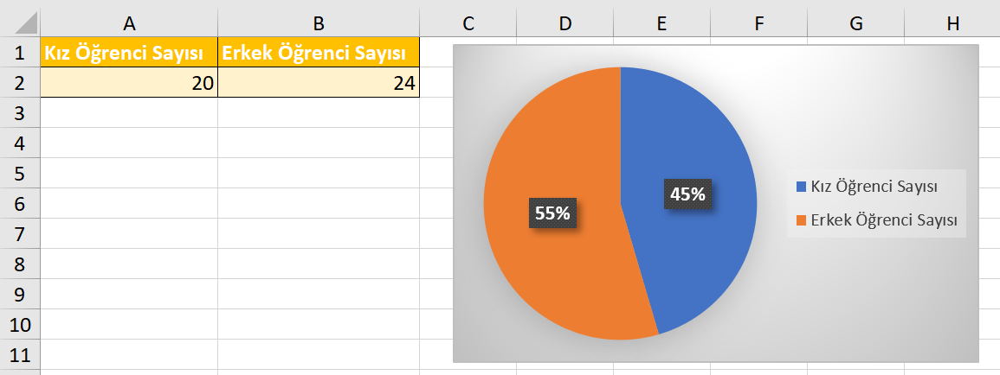 A B C D E F G H
1 Kız Öğrenci Sayısı Erkek Öğrenci Sayısı
2 20 24
3
4
5
6
7
8
9
10
11
45%
55%
Kız Öğrenci Sayısı
Erkek Öğrenci Sayısı